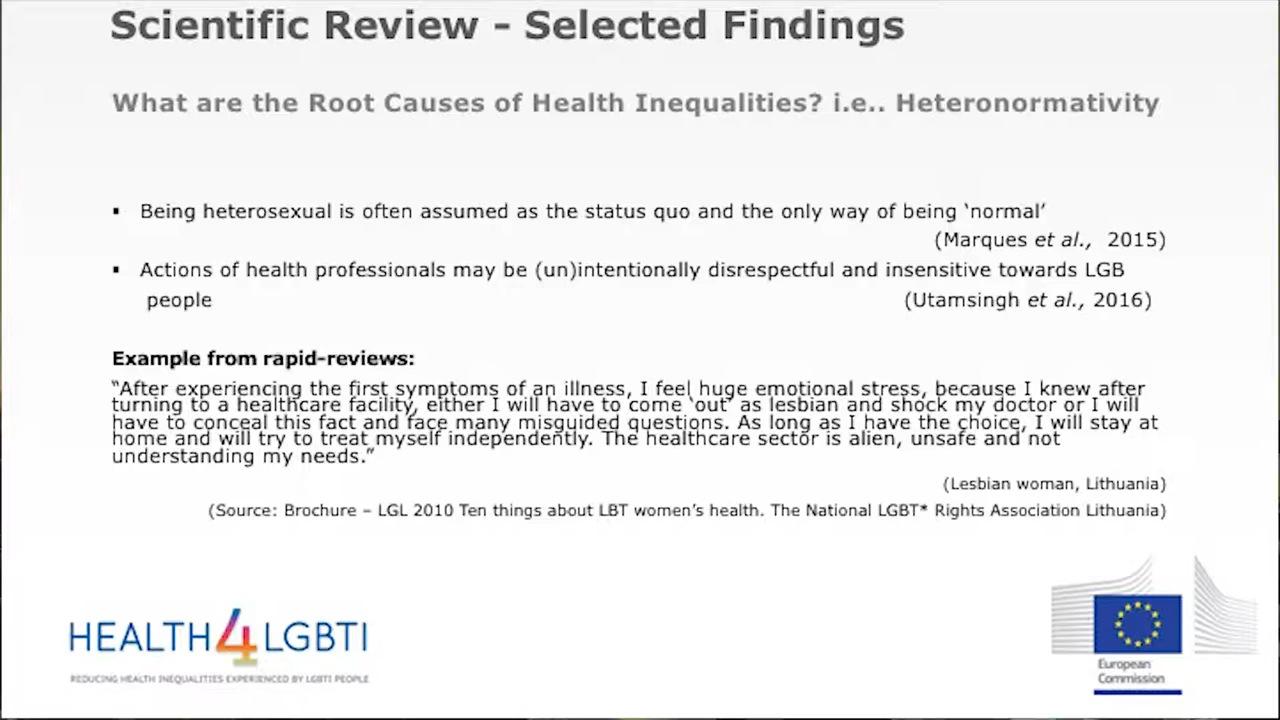 Scientific Review - Selected Findings
What are the Root Causes of Health Inequalities? i.e.. Heteronormativity
▪ Being heterosexual is often assumed as the status quo and the only way of being ‘normal’
(Marques et al., 2015)
▪ Actions of health professionals may be (un)intentionally disrespectful and insensitive towards LGB
people (Utamsingh et al., 2016)
Example from rapid-reviews:
“After experiencing the first symptoms of an illness, I feel huge emotional stress, because I knew after
turning to a healthcare facility, either I will have to come ‘out’ as lesbian and shock my doctor or I will
have to conceal this fact and face many misguided questions. As long as I have the choice, I will stay at
home and will try to treat myself independently. The healthcare sector is alien, unsafe and not
understanding my needs.”
(Lesbian woman, Lithuania)
(Source: Brochure – LGL 2010 Ten things about LBT women’s health. The National LGBT* Rights Association Lithuania)
HEALTH4LGBTI
REDUCING HEALTH INEQUALITIES EXPERIENCED BY LGBTI PEOPLE
European
Commission